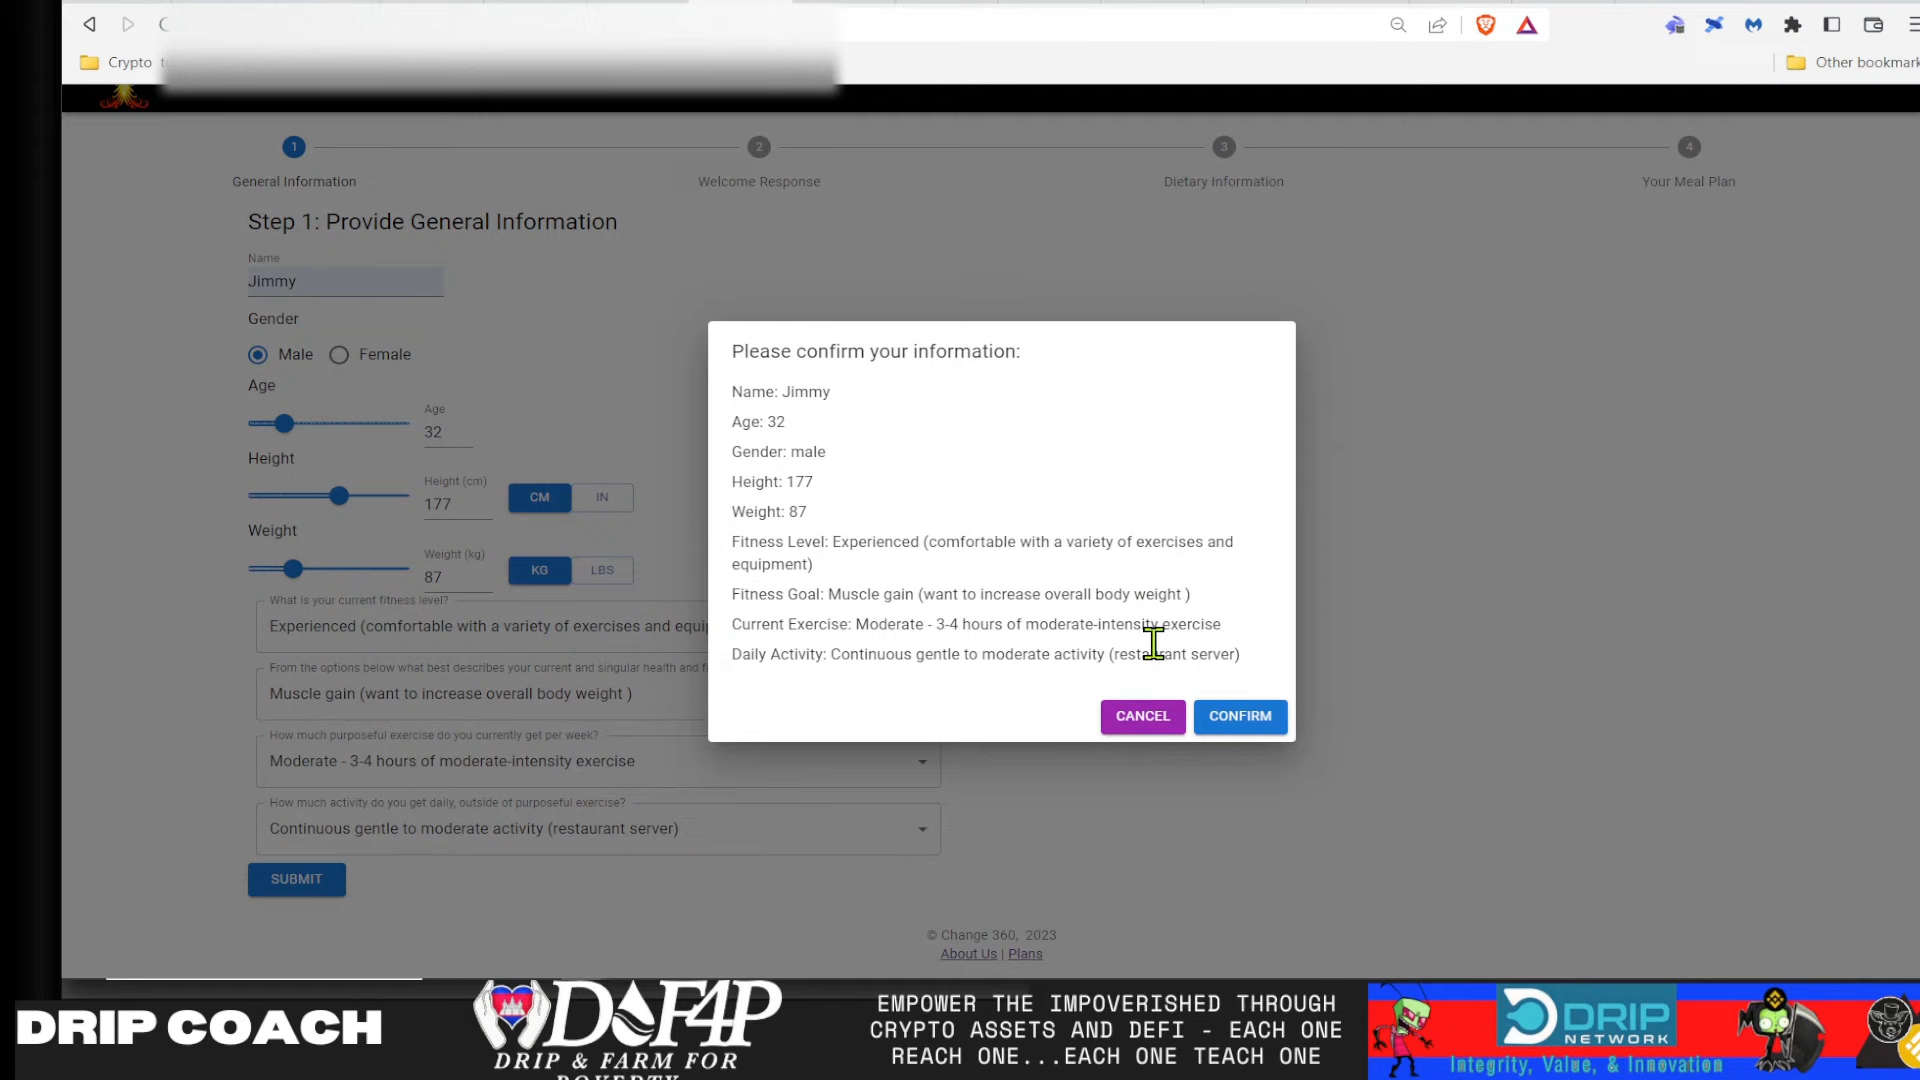 Crypto
Other bookmark
1
2
3
4
General Information
Welcome Response
Dietary Information
Your Meal Plan
Step 1: Provide General Information
Name
Jimmy
Gender
Male
Female
Age
Age
32
Height
Height (cm)
177
CM
IN
Weight
Weight (kg)
87
KG
LBS
What is your current fitness level?
Experienced (comfortable with a variety of exercises and equi
From the options below what best describes your current and singular health and fi
Muscle gain (want to increase overall body weight )
How much purposeful exercise do you currently get per week?
Moderate - 3-4 hours of moderate-intensity exercise
How much activity do you get daily, outside of purposeful exercise?
Continuous gentle to moderate activity (restaurant server)
SUBMIT
Please confirm your information:
Name: Jimmy
Age: 32
Gender: male
Height: 177
Weight: 87
Fitness Level: Experienced (comfortable with a variety of exercises and
equipment)
Fitness Goal: Muscle gain (want to increase overall body weight )
Current Exercise: Moderate - 3-4 hours of moderate-intensity exercise
Daily Activity: Continuous gentle to moderate activity (restaurant server)
CANCEL
CONFIRM
© Change 360, 2023
About Us | Plans
DRIP COACH
DAF4P
DRIP & FARM FOR
POVERTY
EMPOWER THE IMPOVERISHED THROUGH
CRYPTO ASSETS AND DEFI - EACH ONE
REACH ONE...EACH ONE TEACH ONE
DRIP
NETWORK
Integrity, Value, & Innovation